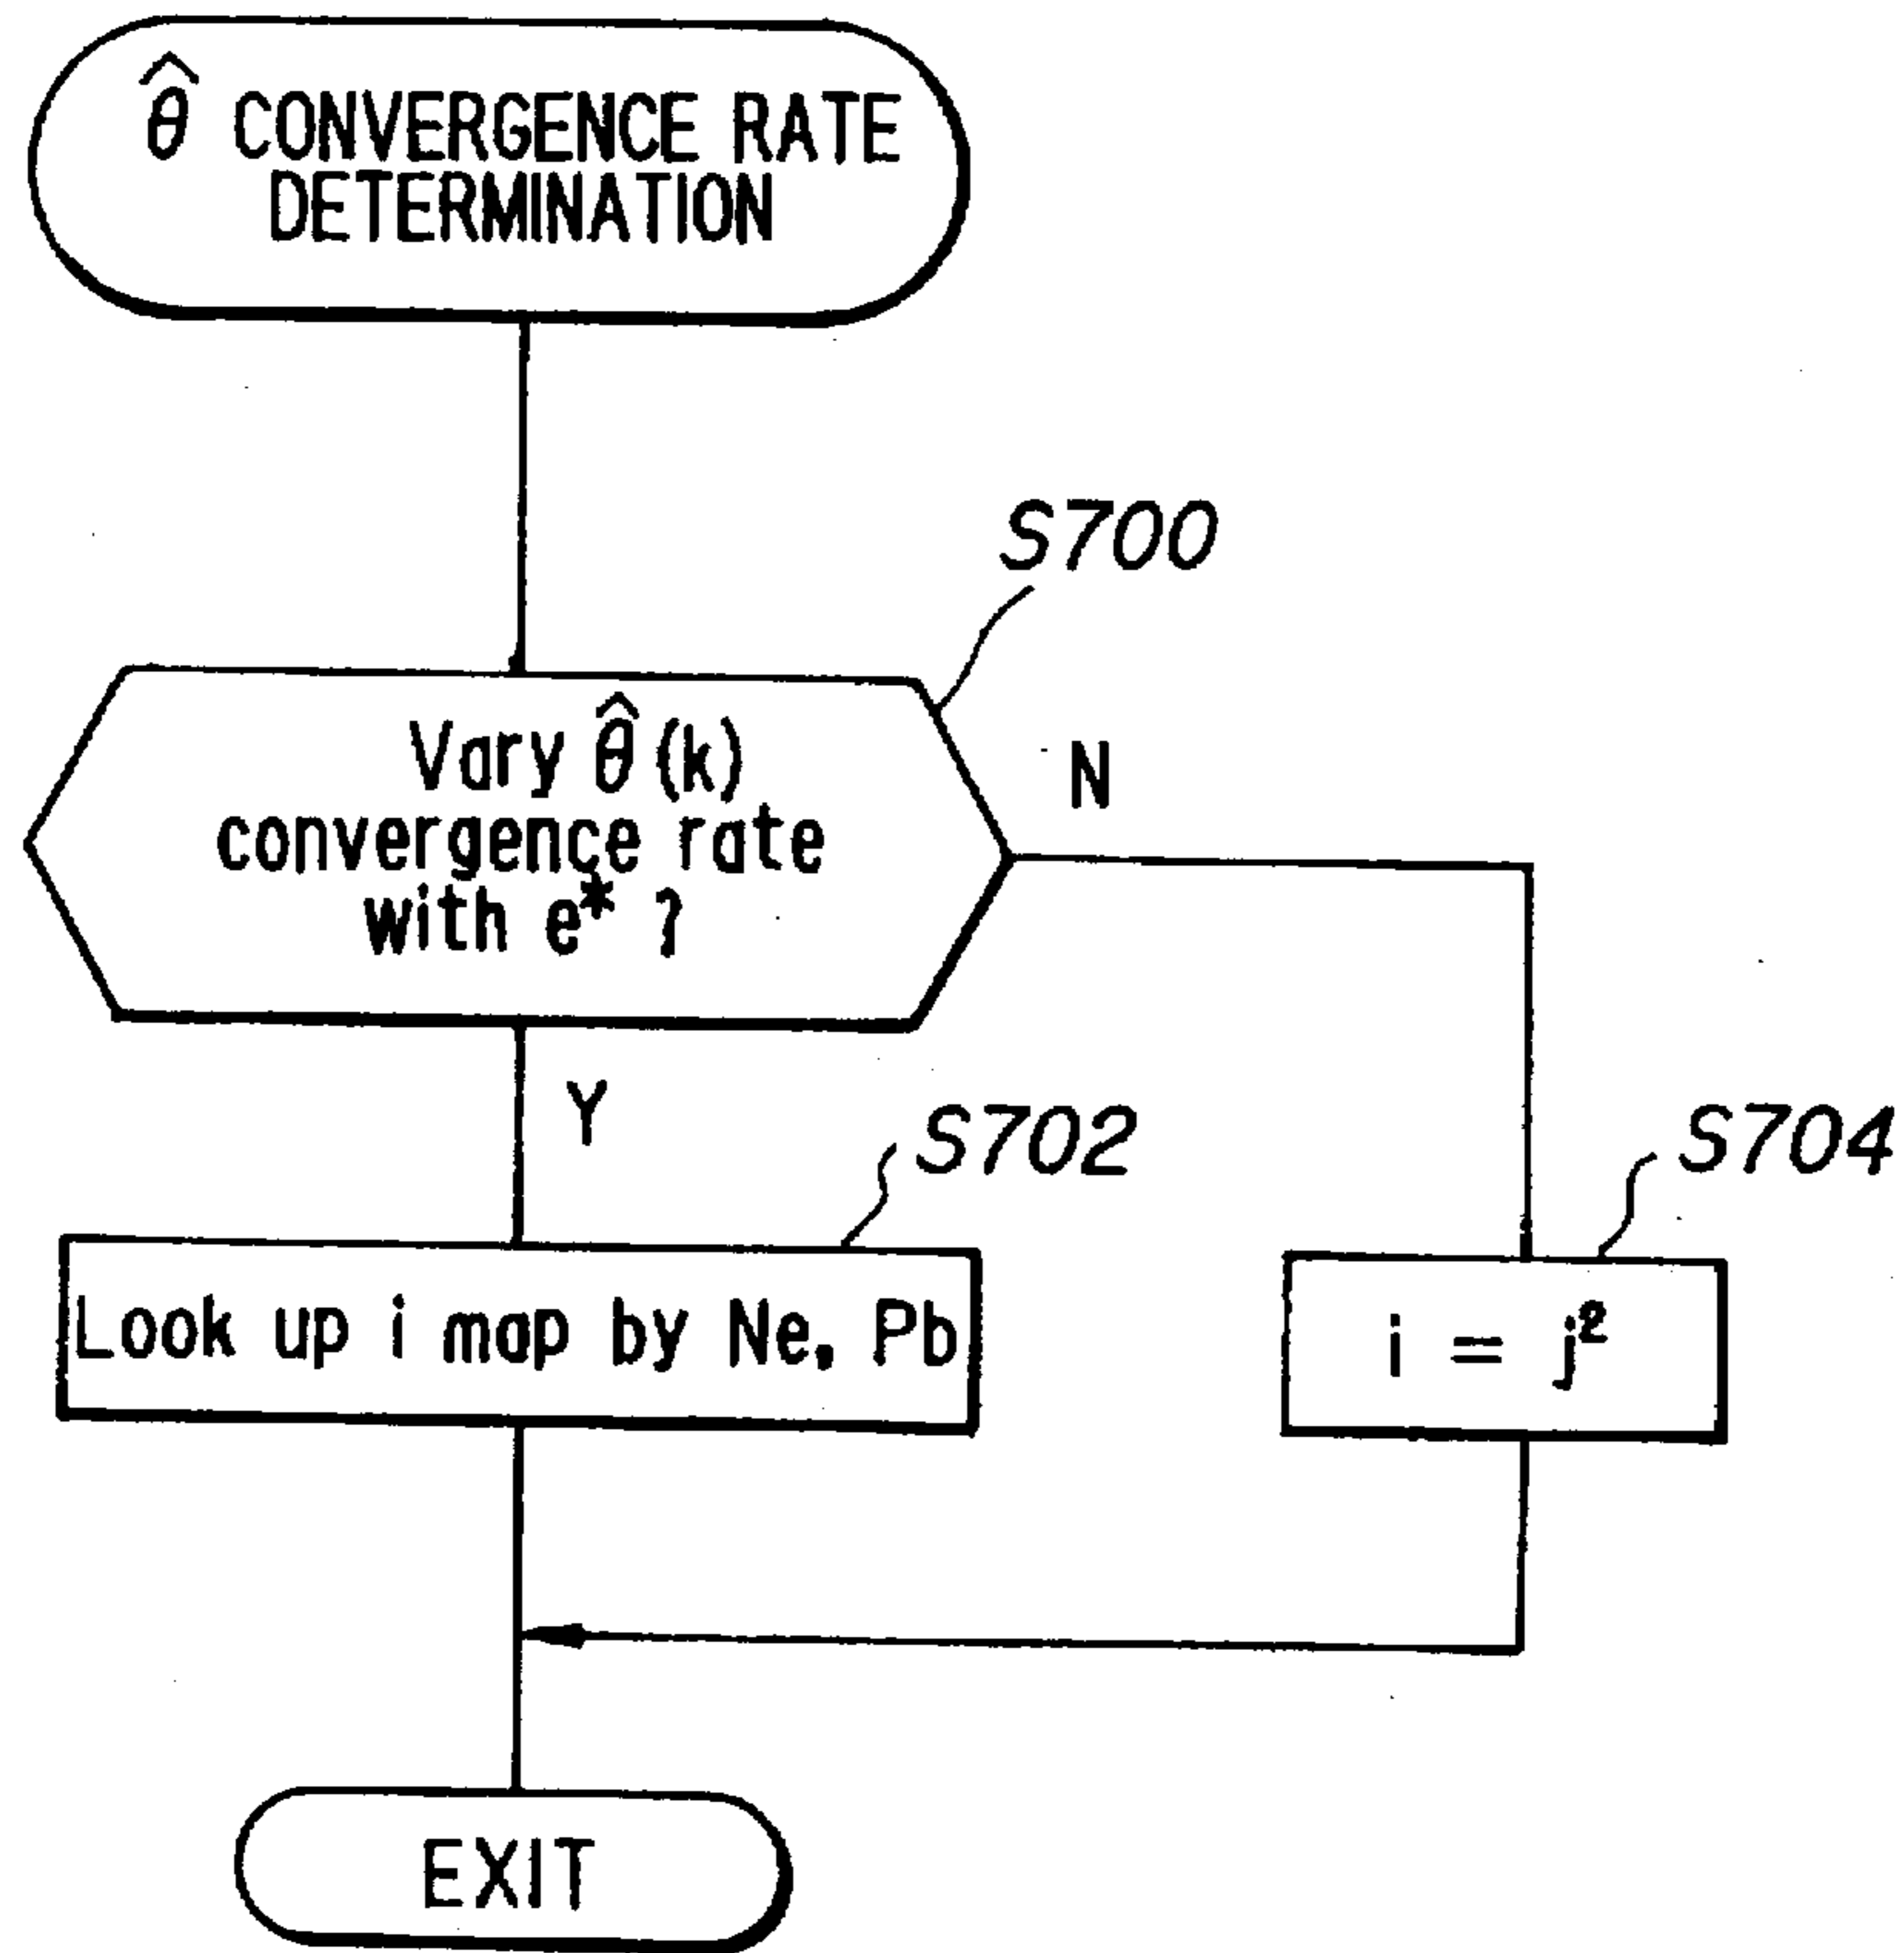 θ̂ CONVERGENCE RATE
DETERMINATION
S700
Vary θ̂(k)
convergence rate
with e* ?
N
Y
S702
S704
Look up i map by Ne, Pb
i = j²
EXIT